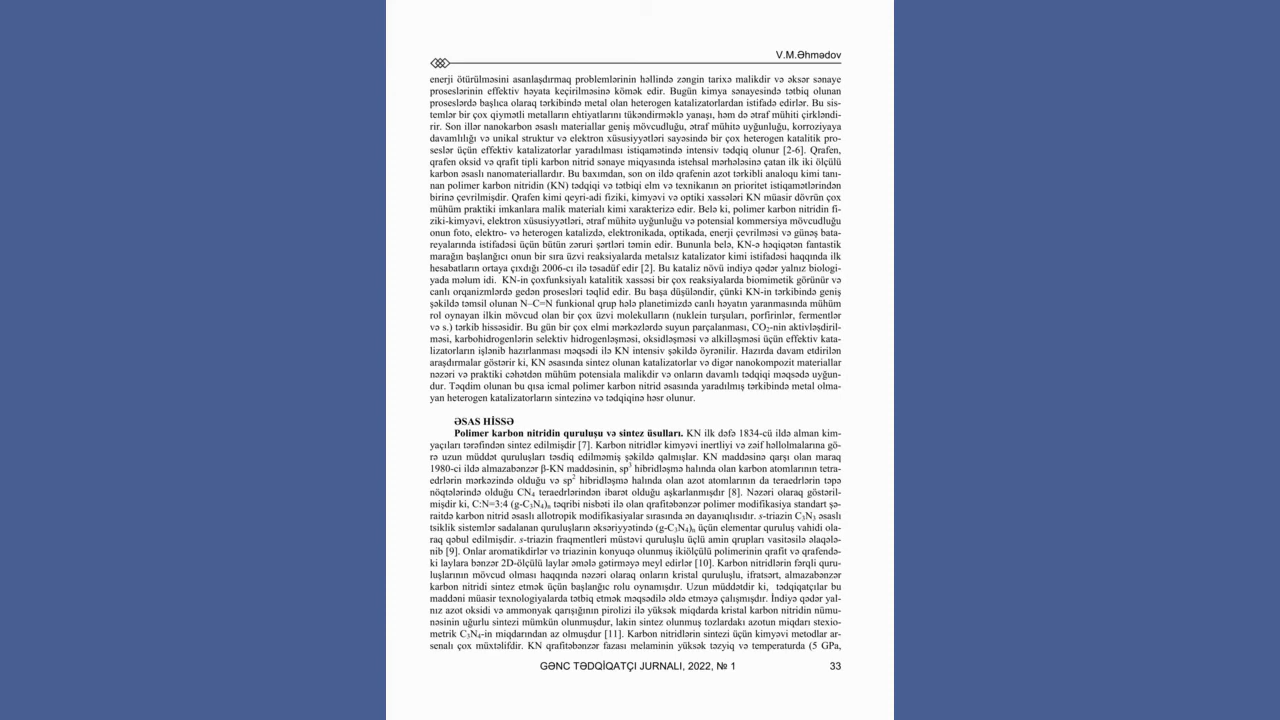 V.M.Əhmədov
enerji ötürülməsini asanlaşdırmaq problemlərinin həllində zəngin tarixə malikdir və əksər sənaye
proseslərinin effektiv həyata keçirilməsinə kömək edir. Bugün kimya sənayesində tətbiq olunan
proseslərdə başlıca olaraq tərkibində metal olan heterogen katalizatorlardan istifadə edirlər. Bu sis-
temlər bir çox qiymətli metalların ehtiyatlarını tükəndirməklə yanaşı, həm də ətraf mühiti çirkləndi-
rir. Son illər nanokarbon əsaslı materiallar geniş mövcudluğu, ətraf mühitə uyğunluğu, korroziyaya
davamlılığı və unikal struktur və elektron xüsusiyyətləri sayəsində bir çox heterogen katalitik pro-
seslər üçün effektiv katalizatorlar yaradılması istiqamətində intensiv tədqiq olunur [2-6]. Qrafen,
qrafen oksid və qrafit tipli karbon nitrid sənaye miqyasında istehsal mərhələsinə çatan ilk iki ölçülü
karbon əsaslı nanomateriallardır. Bu baxımdan, son on ildə qrafenin azot tərkibli analoqu kimi tanı-
nan polimer karbon nitridin (KN) tədqiqi və tətbiqi elm və texnikanın ən prioritet istiqamətlərindən
birinə çevrilmişdir. Qrafen kimi qeyri-adi fiziki, kimyəvi və optiki xassələri KN müasir dövrün çox
mühüm praktiki imkanlara malik materialı kimi xarakterizə edir. Belə ki, polimer karbon nitridin fi-
ziki-kimyəvi, elektron xüsusiyyətləri, ətraf mühitə uyğunluğu və potensial kommersiya mövcudluğu
onun foto, elektro- və heterogen katalizdə, elektronikada, optikada, enerji çevrilməsi və günəş bata-
reyalarında istifadəsi üçün bütün zəruri şərtləri təmin edir. Bununla belə, KN-ə həqiqətən fantastik
marağın başlanğıcı onun bir sıra üzvi reaksiyalarda metalsız katalizator kimi istifadəsi haqqında ilk
hesabatların ortaya çıxdığı 2006-cı ilə təsadüf edir [2]. Bu kataliz növü indiyə qədər yalnız biologi-
yada məlum idi. KN-in çoxfunksiyalı katalitik xassəsi bir çox reaksiyalarda biomimetik görünür və
canlı orqanizmlərdə gedən prosesləri təqlid edir. Bu başa düşüləndir, çünki KN-in tərkibində geniş
şəkildə təmsil olunan N–C=N funkional qrup hələ planetimizdə canlı həyatın yaranmasında mühüm
rol oynayan ilkin mövcud olan bir çox üzvi molekulların (nuklein turşuları, porfirinlər, fermentlər
və s.) tərkib hissəsidir. Bu gün bir çox elmi mərkəzlərdə suyun parçalanması, CO₂-nin aktivləşdiril-
məsi, karbohidrogenlərin selektiv hidrogenləşməsi, oksidləşməsi və alkilləşməsi üçün effektiv kata-
lizatorların işlənib hazırlanması məqsədi ilə KN intensiv şəkildə öyrənilir. Hazırda davam etdirilən
araşdırmalar göstərir ki, KN əsasında sintez olunan katalizatorlar və digər nanokompozit materiallar
nəzəri və praktiki cəhətdən mühüm potensiala malikdir və onların davamlı tədqiqi məqsədə uyğun-
dur. Təqdim olunan bu qısa icmal polimer karbon nitrid əsasında yaradılmış tərkibində metal olma-
yan heterogen katalizatorların sintezinə və tədqiqinə həsr olunur.
ƏSAS HİSSƏ
Polimer karbon nitridin quruluşu və sintez üsulları. KN ilk dəfə 1834-cü ildə alman kim-
yaçıları tərəfindən sintez edilmişdir [7]. Karbon nitridlər kimyəvi inertliyi və zəif həllolmalarına gö-
rə uzun müddət quruluşları təsdiq edilməmiş şəkildə qalmışlar. KN maddəsinə qarşı olan maraq
1980-ci ildə almazabənzər β-KN maddəsinin, sp³ hibridləşmə halında olan karbon atomlarının tetra-
edrlərin mərkəzində olduğu və sp² hibridləşmə halında olan azot atomlarının da teraedrlərin təpə
nöqtələrində olduğu CN₄ teraedrlərindən ibarət olduğu aşkarlanmışdır [8]. Nəzəri olaraq göstəril-
mişdir ki, C:N=3:4 (g-C₃N₄)ₙ təqribi nisbəti ilə olan qrafitəbənzər polimer modifikasiya standart şə-
raitdə karbon nitrid əsaslı allotropik modifikasiyalar sırasında ən dayanıqlısıdır. s-triazin C₃N₃ əsaslı
tsiklik sistemlər sadalanan quruluşların əksəriyyətində (g-C₃N₄)ₙ üçün elementar quruluş vahidi ola-
raq qəbul edilmişdir. s-triazin fraqmentləri müstəvi quruluşlu üçlü amin qrupları vasitəsilə əlaqələ-
nib [9]. Onlar aromatikdirlər və triazinin konyuqə olunmuş ikiölçülü polimerinin qrafit və qrafendə-
ki laylara bənzər 2D-ölçülü laylar əmələ gətirməyə meyl edirlər [10]. Karbon nitridlərin fərqli quru-
luşlarının mövcud olması haqqında nəzəri olaraq onların kristal quruluşlu, ifratsərt, almazabənzər
karbon nitridi sintez etmək üçün başlanğıc rolu oynamışdır. Uzun müddətdir ki, tədqiqatçılar bu
maddəni müasir texnologiyalarda tətbiq etmək məqsədilə əldə etməyə çalışmışdır. İndiyə qədər yal-
nız azot oksidi və ammonyak qarışığının pirolizi ilə yüksək miqdarda kristal karbon nitridin nümu-
nəsinin uğurlu sintezi mümkün olunmuşdur, lakin sintez olunmuş tozlardakı azotun miqdarı stexio-
metrik C₃N₄-in miqdarından az olmuşdur [11]. Karbon nitridlərin sintezi üçün kimyəvi metodlar ar-
senalı çox müxtəlifdir. KN qrafitəbənzər fazası melaminin yüksək təzyiq və temperaturda (5 GPa,
GƏNC TƏDQİQATÇI JURNALI, 2022, № 1
33